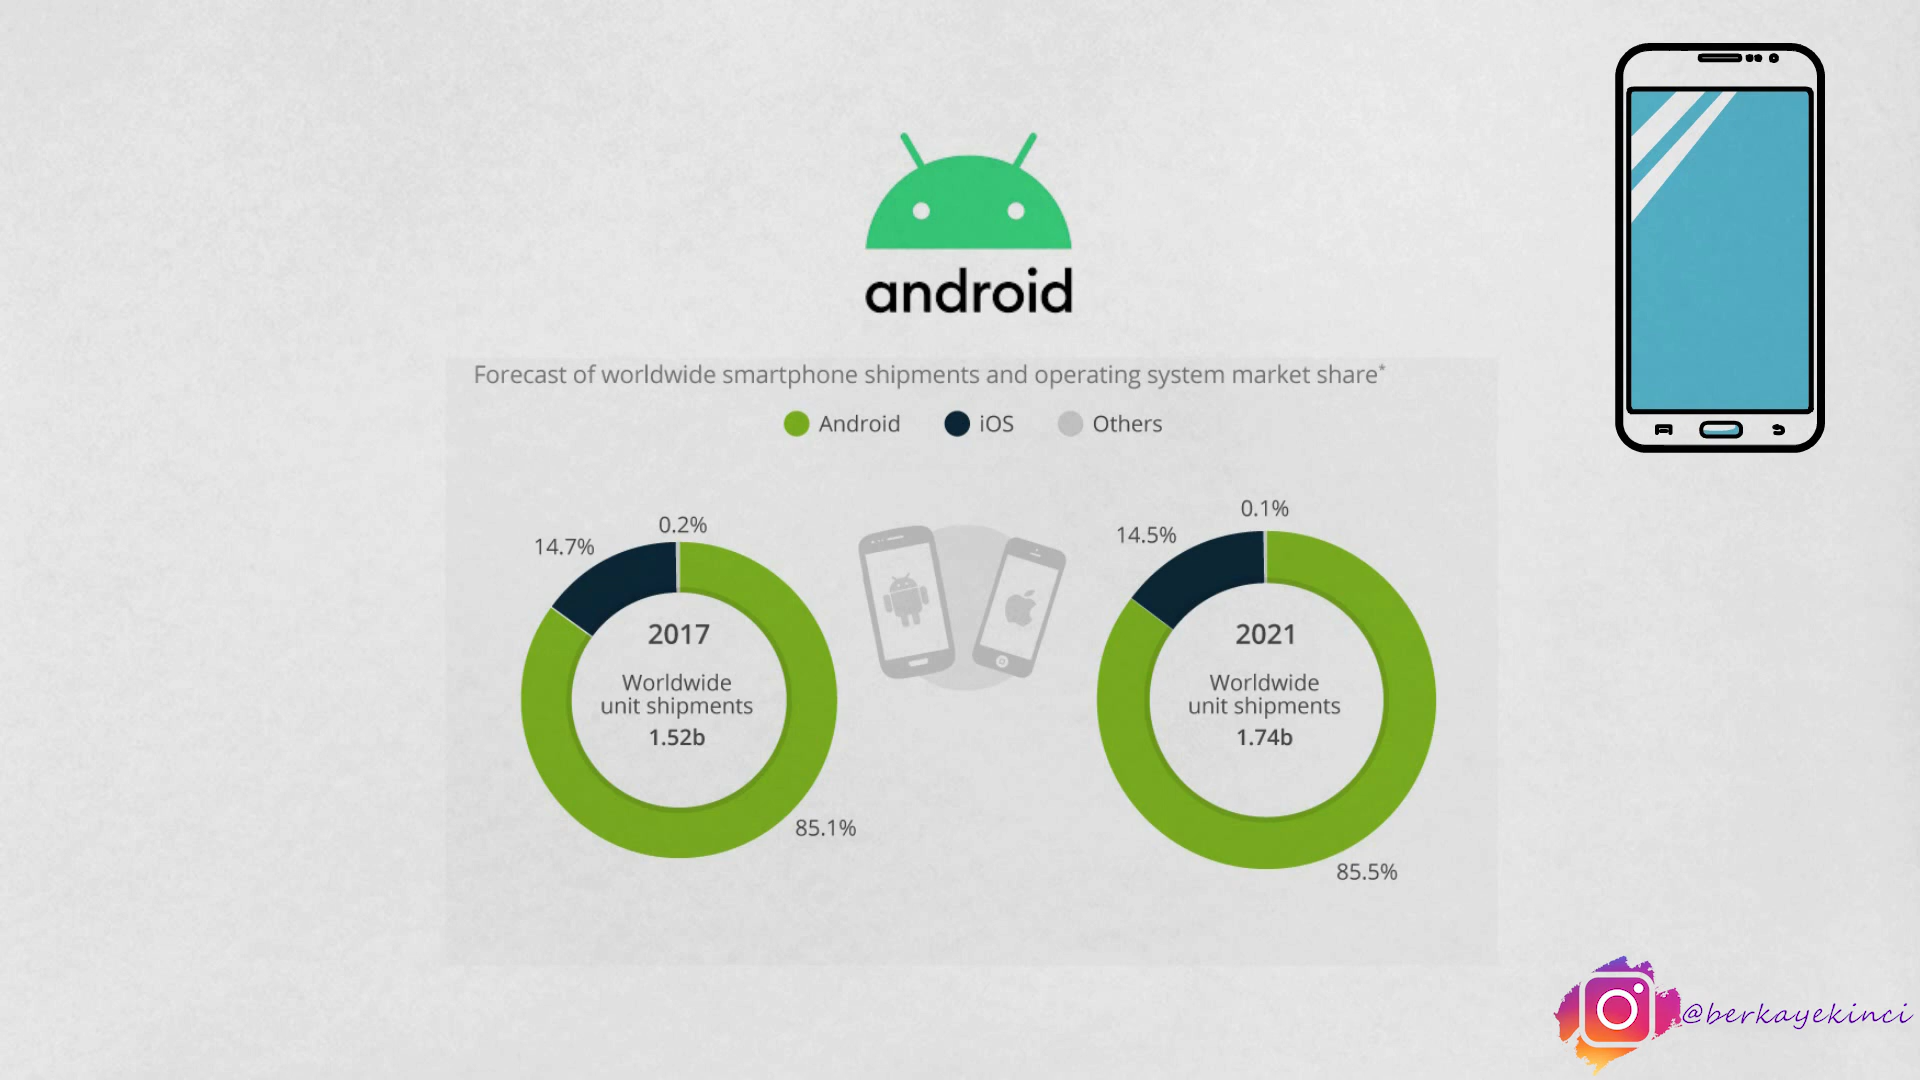 android
Forecast of worldwide smartphone shipments and operating system market share*
Android iOS Others
0.2%
14.7%
2017
Worldwide
unit shipments
1.52b
85.1%
0.1%
14.5%
2021
Worldwide
unit shipments
1.74b
85.5%
@berkayekinci